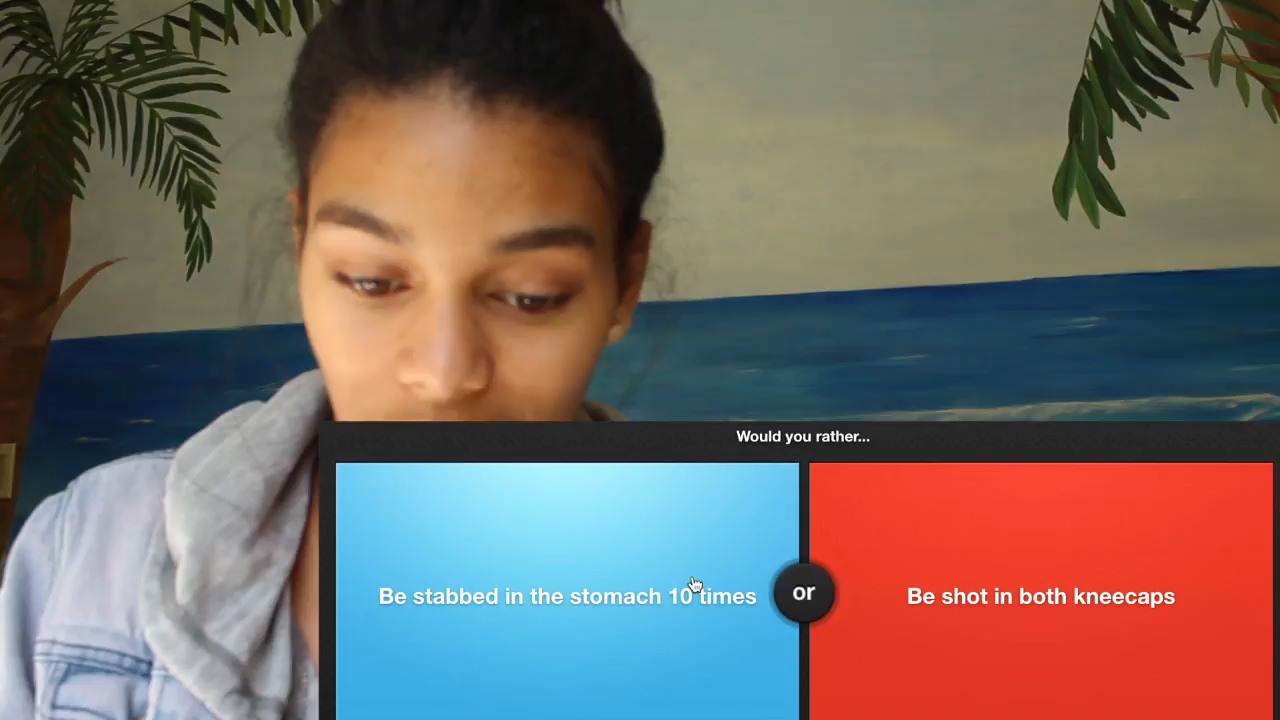 Would you rather...
Be stabbed in the stomach 10 times
or
Be shot in both kneecaps